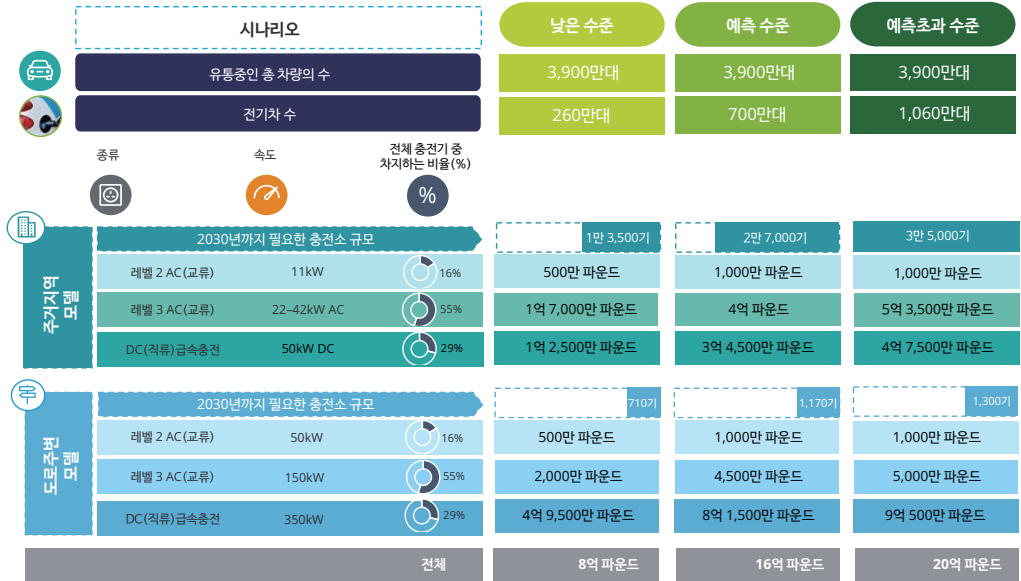 시나리오 낮은 수준 예측 수준 예측초과 수준
유통중인 총 차량의 수 3,900만대 3,900만대 3,900만대
전기차 수 260만대 700만대 1,060만대
종류 속도 전체 충전기 중
차지하는 비율(%)
%
주거지역
모델
2030년까지 필요한 충전소 규모 1만 3,500기 2만 7,000기 3만 5,000기
레벨 2 AC(교류) 11kW 16% 500만 파운드 1,000만 파운드 1,000만 파운드
레벨 3 AC(교류) 22–42kW AC 55% 1억 7,000만 파운드 4억 파운드 5억 3,500만 파운드
DC(직류)급속충전 50kW DC 29% 1억 2,500만 파운드 3억 4,500만 파운드 4억 7,500만 파운드
도로주변
모델
2030년까지 필요한 충전소 규모 710기 1,170기 1,300기
레벨 2 AC(교류) 50kW 16% 500만 파운드 1,000만 파운드 1,000만 파운드
레벨 3 AC(교류) 150kW 55% 2,000만 파운드 4,500만 파운드 5,000만 파운드
DC(직류)급속충전 350kW 29% 4억 9,500만 파운드 8억 1,500만 파운드 9억 500만 파운드
전체 8억 파운드 16억 파운드 20억 파운드